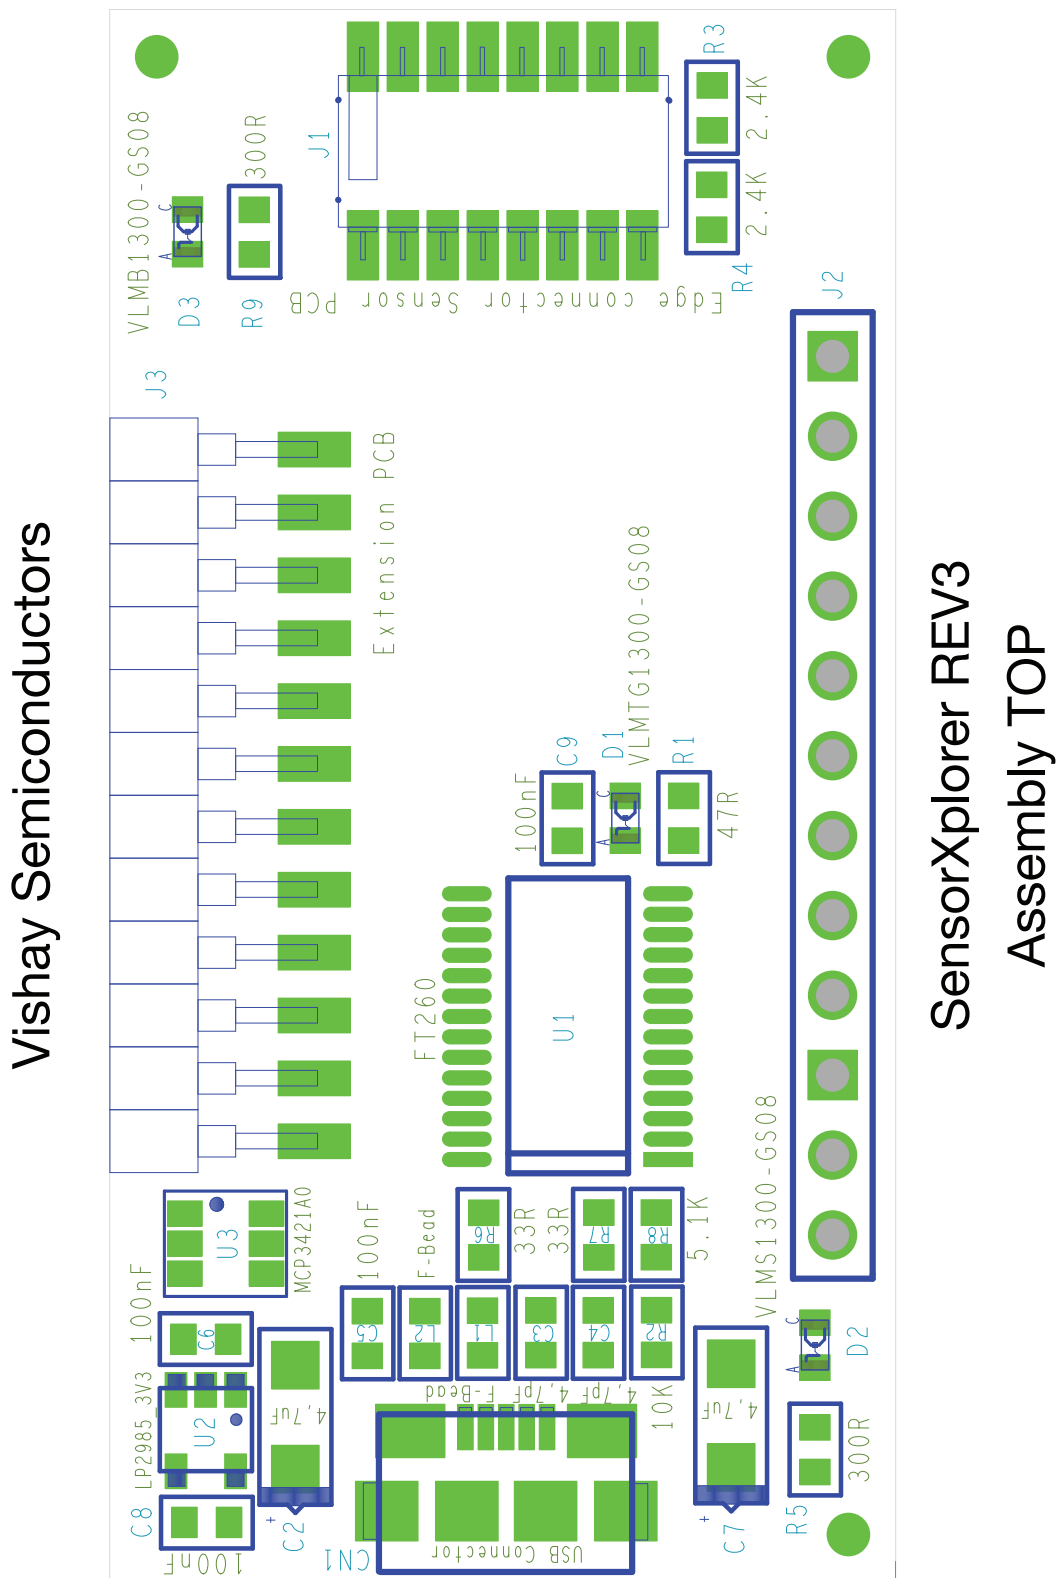 Vishay Semiconductors
SensorXplorer REV3
Assembly TOP
R3
2.4K
J1
300R
VLMB1300-GS08
C
A
2.4K
R4
D3
R9
Edge connector Sensor PCB
J2
J3
Extension PCB
VLMTG1300-GS08
D1
C9
R1
100nF
C
A
47R
FT260
U1
VLMS1300-GS08
U3
MCP3421A0
100nF
F-Bead
R6
33R
33R
R7
R8
5.1K
100nF
C6
C5
L2
L1
C3
C4
R2
C
A
D2
LP2985_3V3
U2
4,7uF
F-Bead
4,7pF
4,7pF
10K
4,7uF
300R
R5
C8
100nF
+
C2
CN1
USB Connector
+
C7